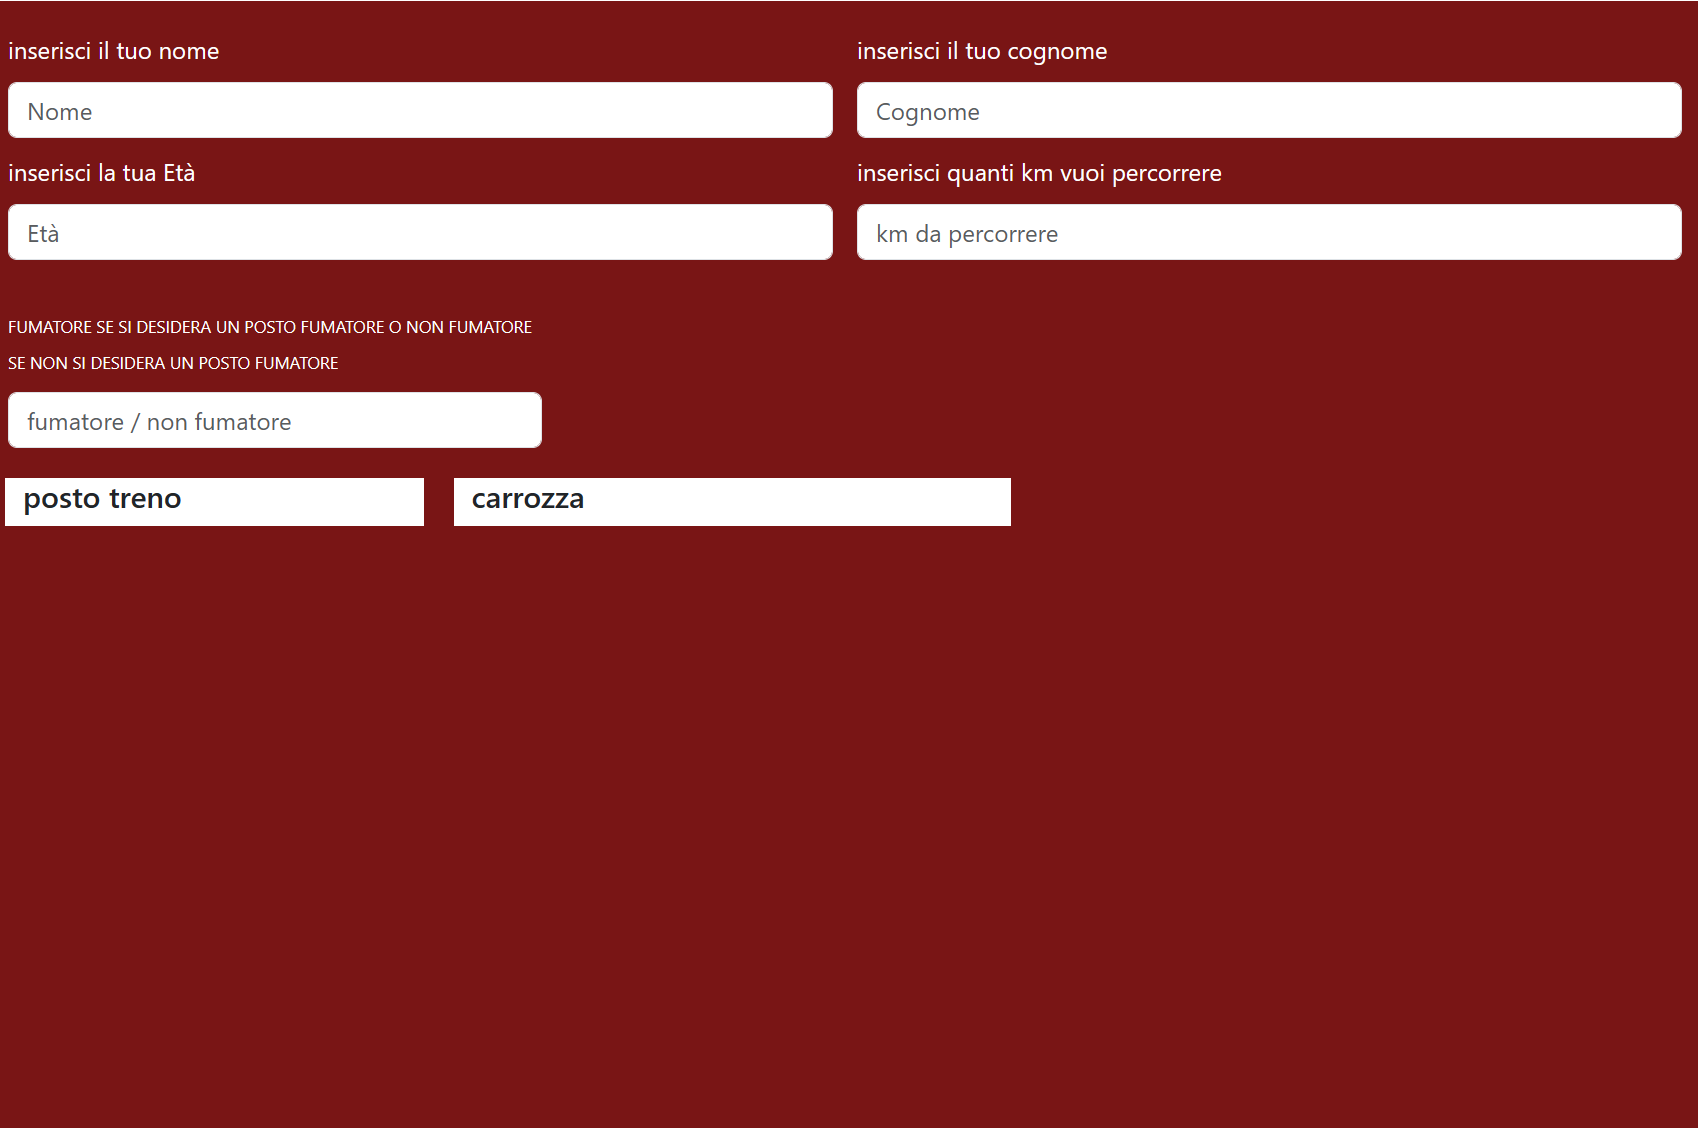 inserisci il tuo nome
inserisci il tuo cognome
Nome
Cognome
inserisci la tua Età
inserisci quanti km vuoi percorrere
Età
km da percorrere
FUMATORE SE SI DESIDERA UN POSTO FUMATORE O NON FUMATORE
SE NON SI DESIDERA UN POSTO FUMATORE
fumatore / non fumatore
posto treno
carrozza